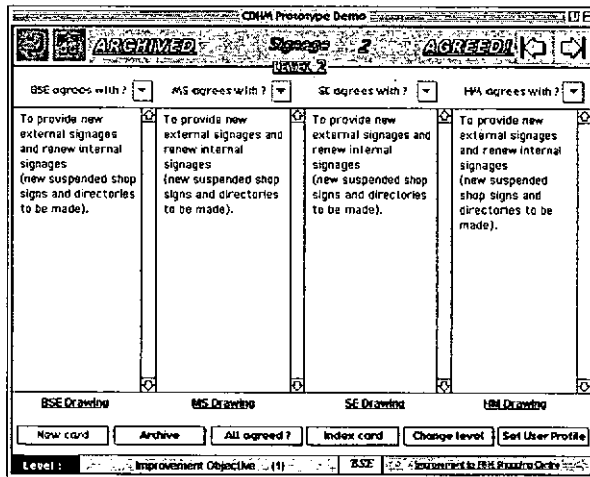 CDHM Prototype Demo
ARCHIVED Signage 2 AGREED!
LEVEL 2
BSE agrees with ? MS agrees with ? SE agrees with ? HM agrees with ?
To provide new
external signages
and renew internal
signages
(new suspended shop
signs and directories
to be made).
To provide new
external signages and
renew internal
signages
(new suspended shop
signs and directories
to be made).
To provide new
external signages and
renew internal
signages
(new suspended shop
signs and directories
to be made).
To provide new
external signages
and renew internal
signages
(new suspended
shop signs and
directories to be
made).
BSE Drawing MS Drawing SE Drawing HM Drawing
New card Archive All agreed ? Index card Change level Set User Profile
Level : Improvement Objective (1) BSE Improvement to Shopping Centre